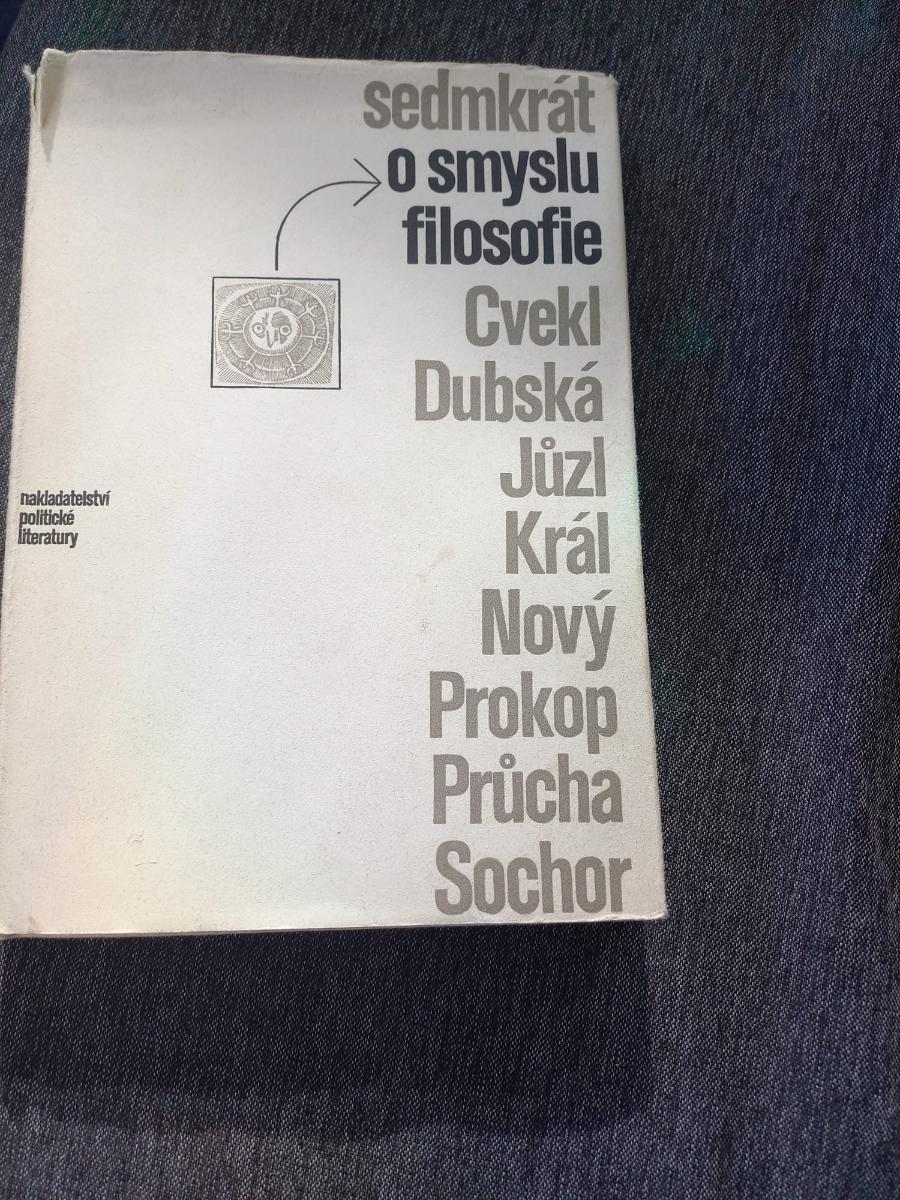 sedmkrát
o smyslu
filosofie
Cvekl
Dubská
Jůzl
Král
Nový
Prokop
Průcha
Sochor
nakladatelství
politické
literatury